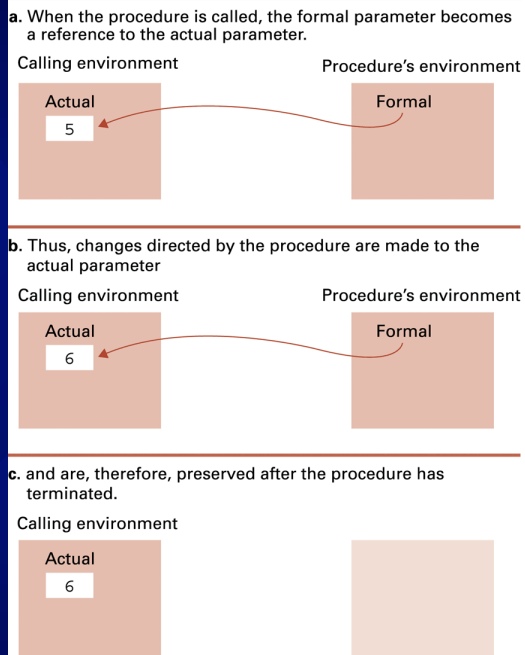 a. When the procedure is called, the formal parameter becomes
a reference to the actual parameter.
Calling environment
Procedure's environment
Actual
Formal
5
b. Thus, changes directed by the procedure are made to the
actual parameter
Calling environment
Procedure's environment
Actual
Formal
6
c. and are, therefore, preserved after the procedure has
terminated.
Calling environment
Actual
6